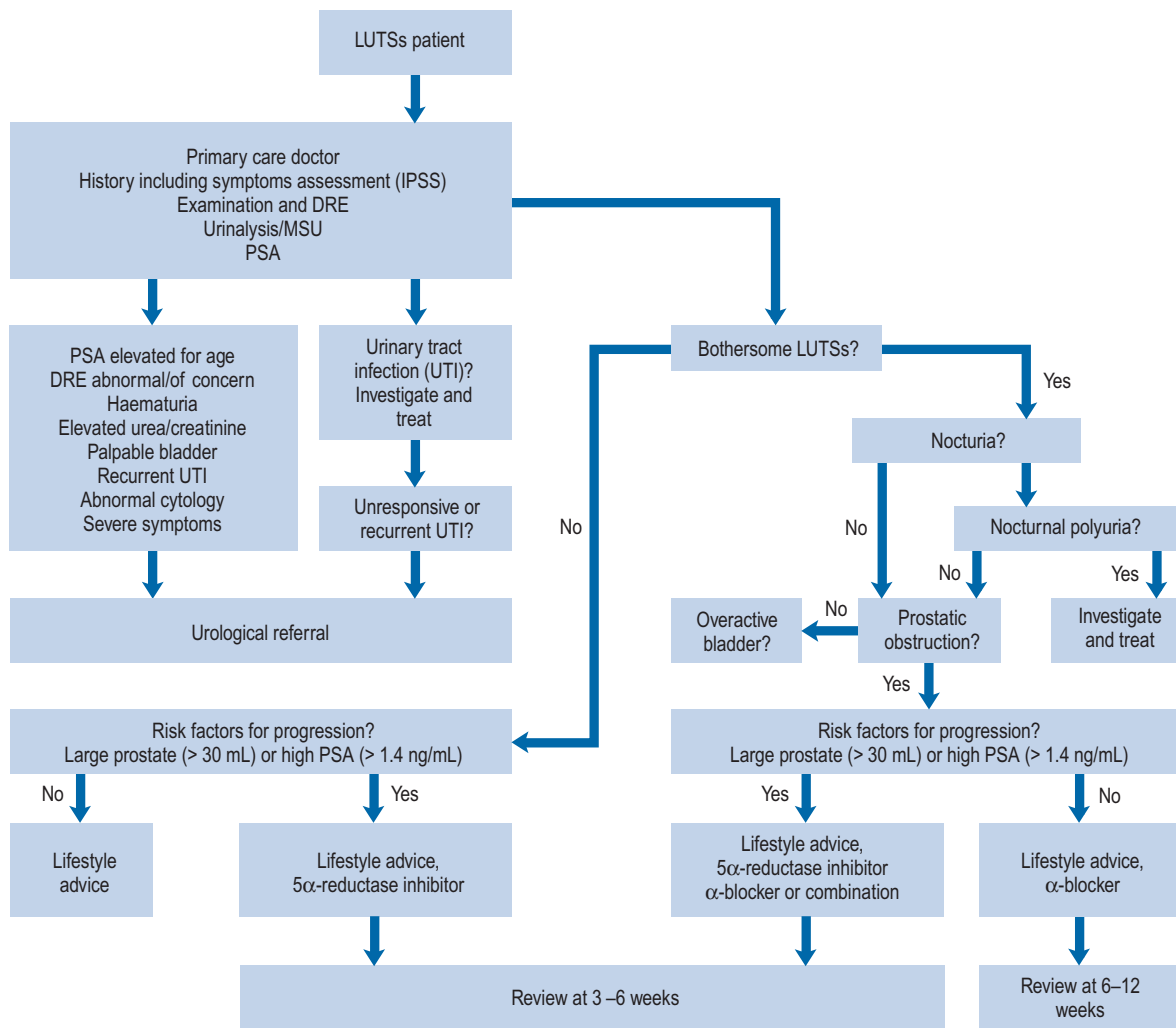 LUTSs patient
Primary care doctor
History including symptoms assessment (IPSS)
Examination and DRE
Urinalysis/MSU
PSA
PSA elevated for age
DRE abnormal/of concern
Haematuria
Elevated urea/creatinine
Palpable bladder
Recurrent UTI
Abnormal cytology
Severe symptoms
Urinary tract
infection (UTI)?
Investigate and
treat
Unresponsive or
recurrent UTI?
Urological referral
Bothersome LUTSs?
Yes
No
Nocturia?
No
Nocturnal polyuria?
No
Yes
Investigate
and treat
Prostatic
obstruction?
No
Overactive
bladder?
Yes
Risk factors for progression?
Large prostate (> 30 mL) or high PSA (> 1.4 ng/mL)
No
Yes
Lifestyle
advice
Lifestyle advice,
5α-reductase inhibitor
Risk factors for progression?
Large prostate (> 30 mL) or high PSA (> 1.4 ng/mL)
Yes
No
Lifestyle advice,
5α-reductase inhibitor
α-blocker or combination
Lifestyle advice,
α-blocker
Review at 3 –6 weeks
Review at 6–12
weeks